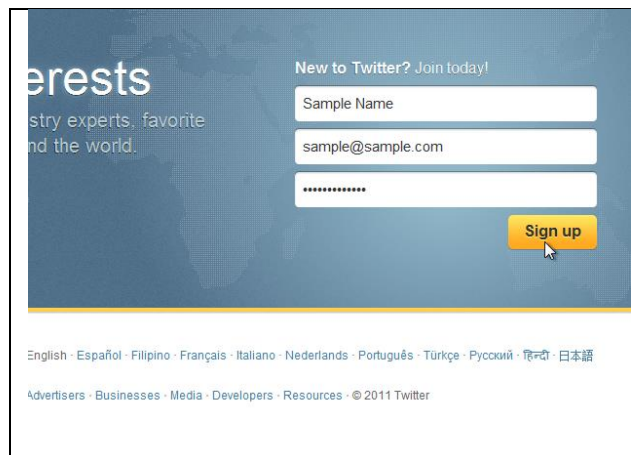 erests
stry experts, favorite
nd the world.
New to Twitter? Join today!
Sample Name
sample@sample.com
•••••••••••••
Sign up
English · Español · Filipino · Français · Italiano · Nederlands · Português · Türkçe · Русский · हिन्दी · 日本語
Advertisers · Businesses · Media · Developers · Resources · © 2011 Twitter